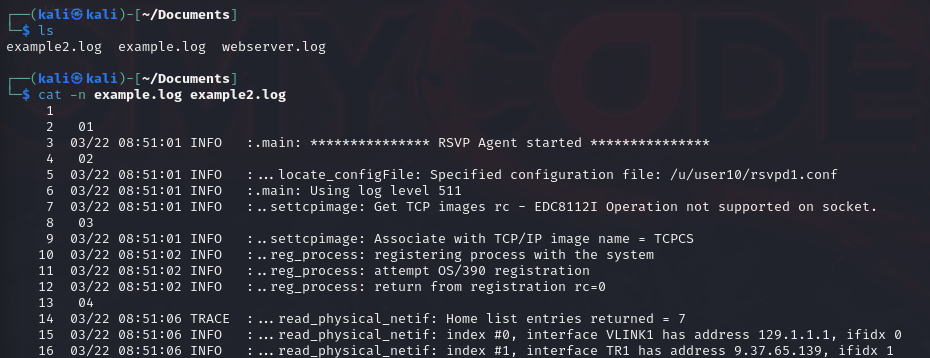 ┌──(kali㉿kali)-[~/Documents]
└─$ ls
example2.log  example.log  webserver.log
┌──(kali㉿kali)-[~/Documents]
└─$ cat -n example.log example2.log
     1
     2   01
     3  03/22 08:51:01 INFO   :.main: *************** RSVP Agent started ***************
     4   02
     5  03/22 08:51:01 INFO   :...locate_configFile: Specified configuration file: /u/user10/rsvpd1.conf
     6  03/22 08:51:01 INFO   :.main: Using log level 511
     7  03/22 08:51:01 INFO   :..settcpimage: Get TCP images rc - EDC8112I Operation not supported on socket.
     8   03
     9  03/22 08:51:01 INFO   :..settcpimage: Associate with TCP/IP image name = TCPCS
    10  03/22 08:51:02 INFO   :..reg_process: registering process with the system
    11  03/22 08:51:02 INFO   :..reg_process: attempt OS/390 registration
    12  03/22 08:51:02 INFO   :..reg_process: return from registration rc=0
    13   04
    14  03/22 08:51:06 TRACE  :...read_physical_netif: Home list entries returned = 7
    15  03/22 08:51:06 INFO   :...read_physical_netif: index #0, interface VLINK1 has address 129.1.1.1, ifidx 0
    16  03/22 08:51:06 INFO   :...read_physical_netif: index #1, interface TR1 has address 9.37.65.139, ifidx 1